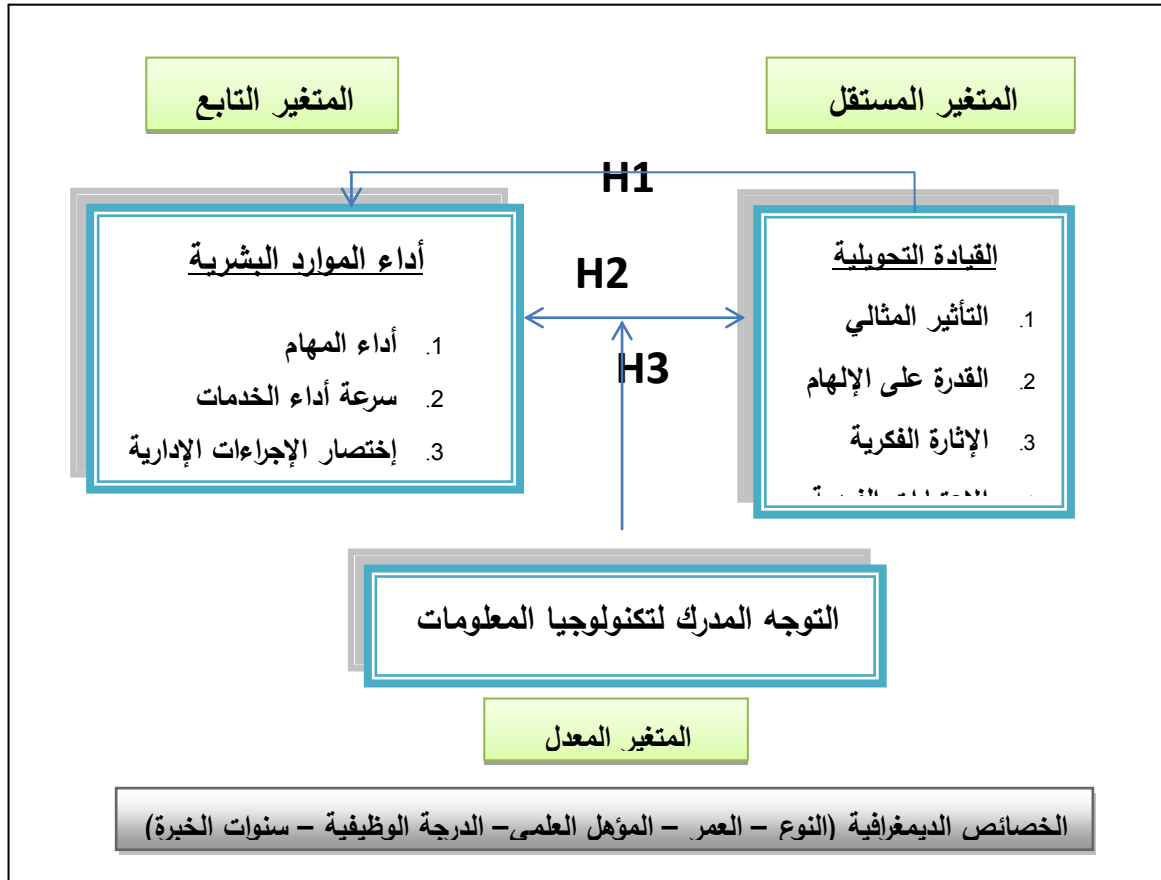 المتغير المستقل
المتغير التابع
H1
القيادة التحويلية
1. التأثير المثالي
2. القدرة على الإلهام
3. الإثارة الفكرية
H2
H3
أداء الموارد البشرية
1. أداء المهام
2. سرعة أداء الخدمات
3. إختصار الإجراءات الإدارية
التوجه المدرك لتكنولوجيا المعلومات
المتغير المعدل
الخصائص الديمغرافية (النوع – العمر – المؤهل العلمي– الدرجة الوظيفية – سنوات الخبرة)